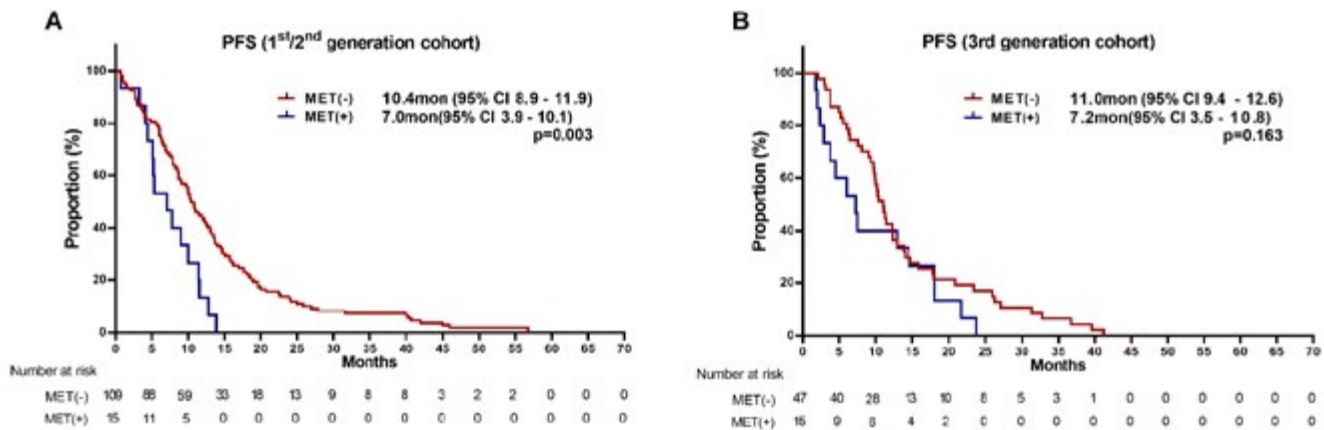 A
PFS (1st/2nd generation cohort)
MET(-) 10.4mon (95% CI 8.9 - 11.9)
MET(+) 7.0mon(95% CI 3.9 - 10.1)
p=0.003
Proportion (%)
100
80
60
40
20
0
0 5 10 15 20 25 30 35 40 45 50 55 60 65 70
Months
Number at risk
MET(-) 109 88 59 33 18 13 9 8 8 3 2 2 0 0 0
MET(+) 15 11 5 0 0 0 0 0 0 0 0 0 0 0 0
B
PFS (3rd generation cohort)
MET(-) 11.0mon (95% CI 9.4 - 12.6)
MET(+) 7.2mon(95% CI 3.5 - 10.8)
p=0.163
Proportion (%)
100
80
60
40
20
0
0 5 10 15 20 25 30 35 40 45 50 55 60 65 70
Months
Number at risk
MET(-) 47 40 28 13 10 8 5 3 1 0 0 0 0 0 0
MET(+) 15 9 6 4 2 0 0 0 0 0 0 0 0 0 0